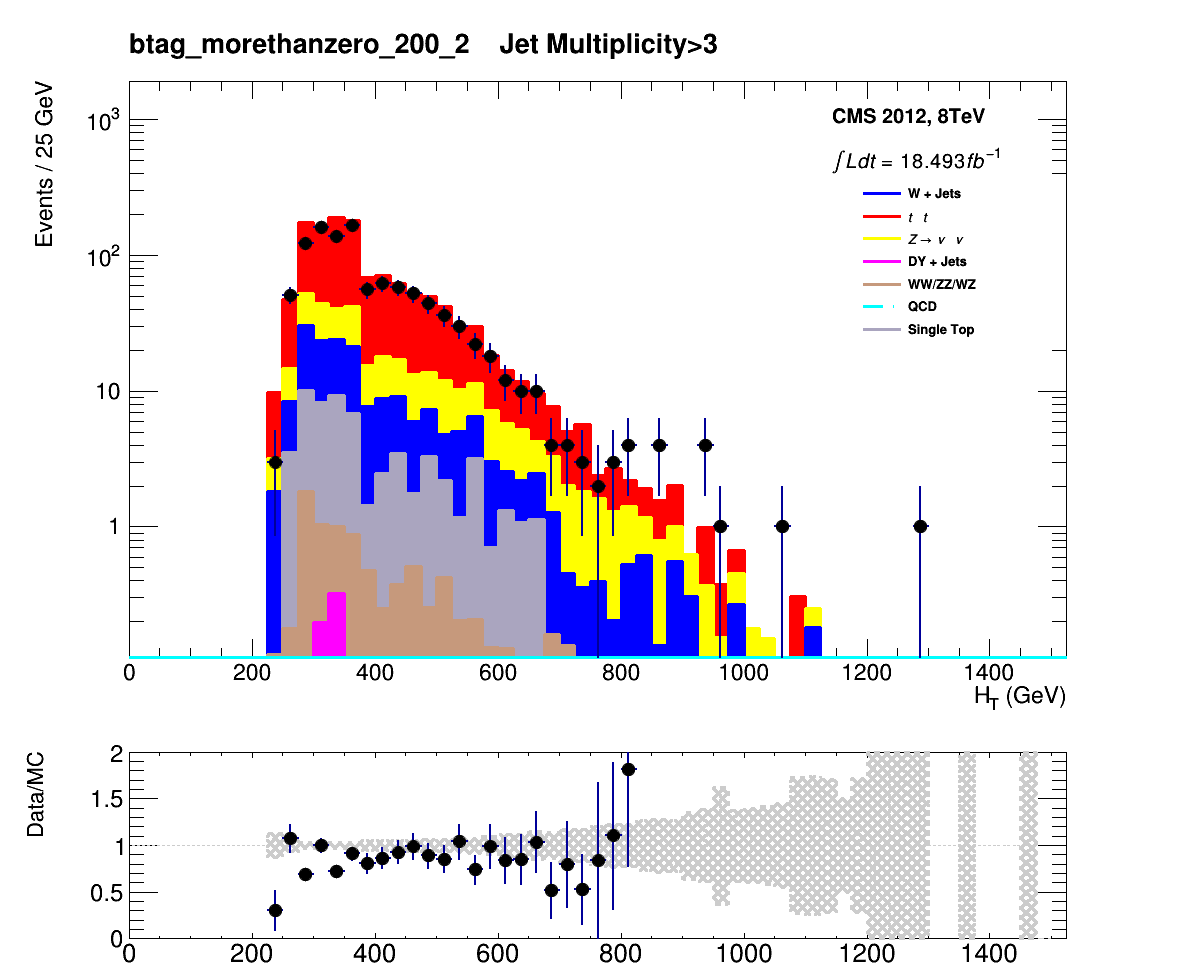 btag_morethanzero_200_2 Jet Multiplicity>3
Events / 25 GeV
10³
10²
10
1
CMS 2012, 8TeV
∫Ldt = 18.493fb⁻¹
W + Jets
t t
Z → ν ν
DY + Jets
WW/ZZ/WZ
QCD
Single Top
0 200 400 600 800 1000 1200 1400
H_T (GeV)
Data/MC
2
1.5
1
0.5
0
0 200 400 600 800 1000 1200 1400